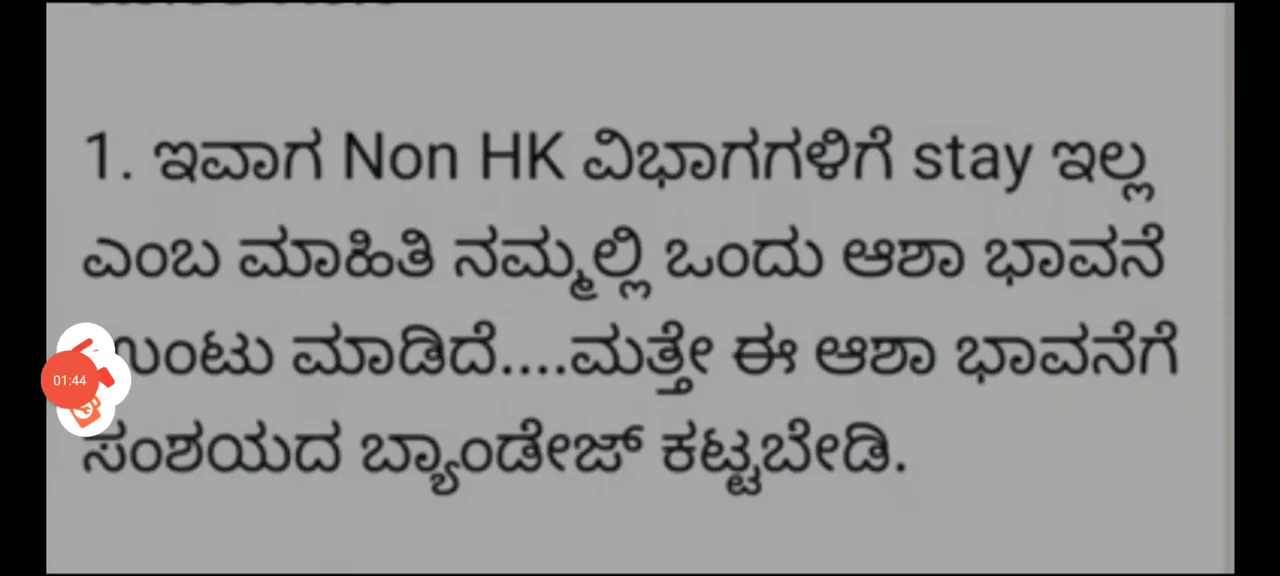 1. ಇವಾಗ Non HK ವಿಭಾಗಗಳಿಗೆ stay ಇಲ್ಲ
ಎಂಬ ಮಾಹಿತಿ ನಮ್ಮಲ್ಲಿ ಒಂದು ಆಶಾ ಭಾವನೆ
ಉಂಟು ಮಾಡಿದೆ....ಮತ್ತೇ ಈ ಆಶಾ ಭಾವನೆಗೆ
01:44
ಸಂಶಯದ ಬ್ಯಾಂಡೇಜ್ ಕಟ್ಟಬೇಡಿ.